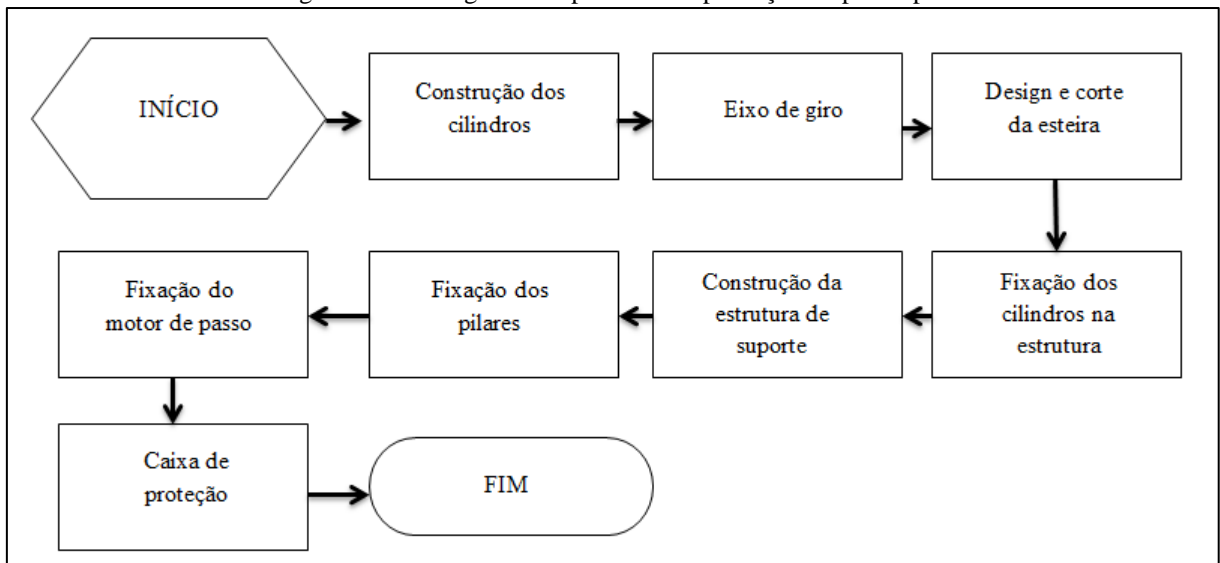 INÍCIO
Construção dos
cilindros
Eixo de giro
Design e corte
da esteira
Fixação dos
cilindros na
estrutura
Construção da
estrutura de
suporte
Fixação dos
pilares
Fixação do
motor de passo
Caixa de
proteção
FIM